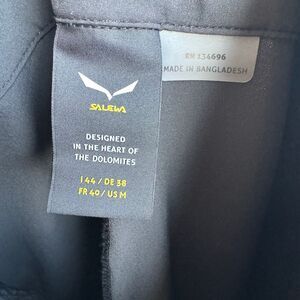 SALEWA
DESIGNED
IN THE HEART OF
THE DOLOMITES
I 44 / DE 38
FR 40 / US M
RN 134696
MADE IN BANGLADESH